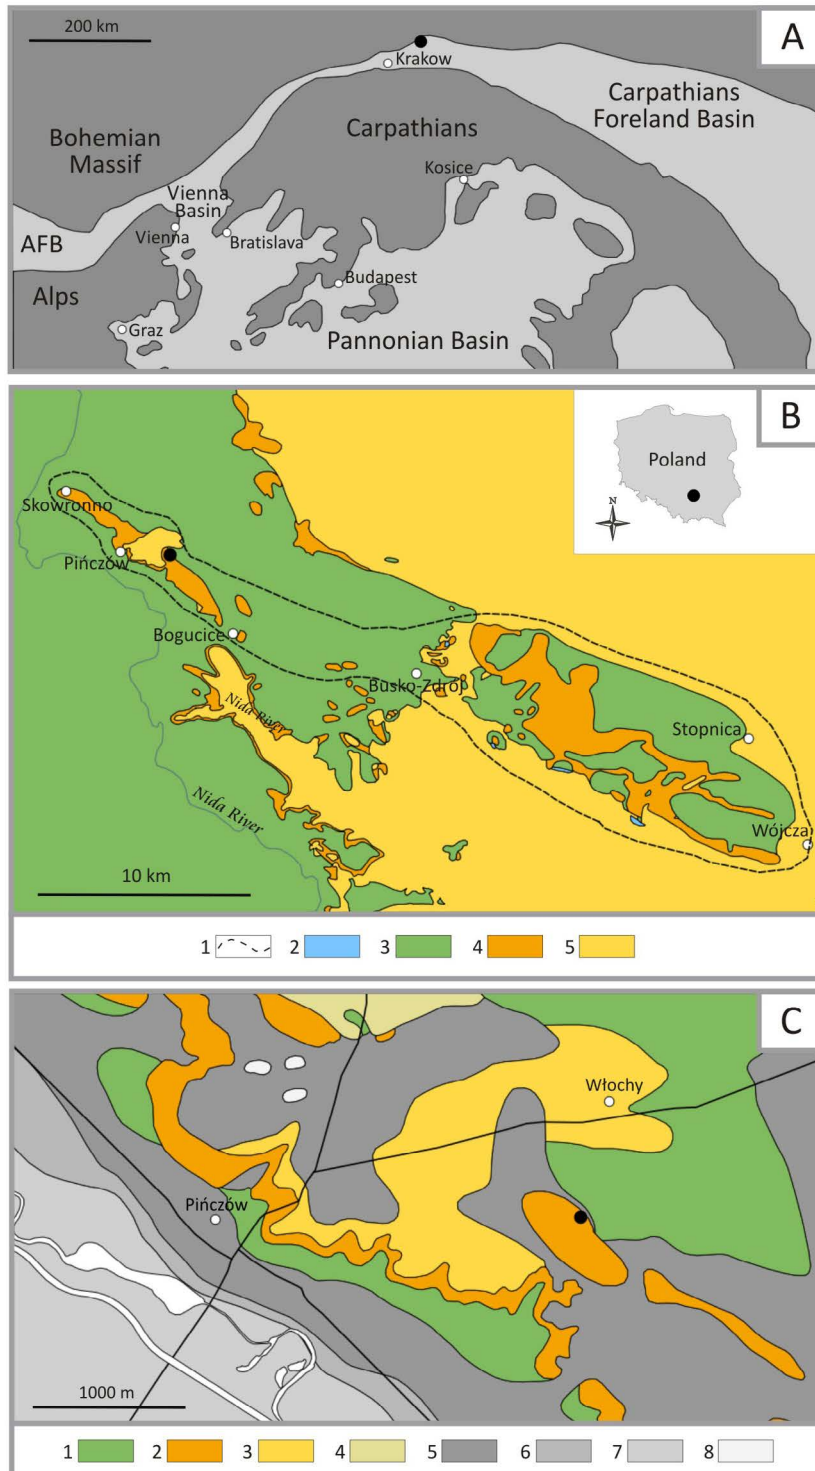 200 km
A
Krakow
Carpathians
Foreland Basin
Bohemian
Massif
Carpathians
Kosice
Vienna
Basin
AFB
Vienna
Bratislava
Budapest
Alps
Graz
Pannonian Basin
B
Poland
N
Skowronno
Pińczów
Bogucice
Busko-Zdrój
Nida River
Stopnica
Nida River
Wójcza
10 km
1 2 3 4 5
C
Włochy
Pińczów
1000 m
1 2 3 4 5 6 7 8